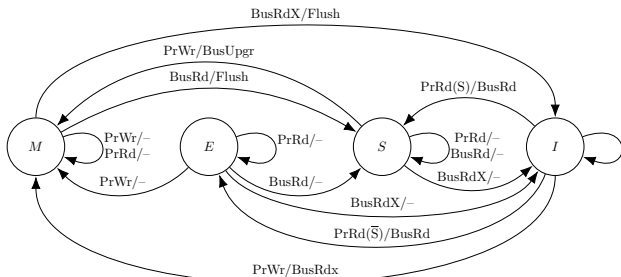 BusRdX/Flush
PrWr/BusUpgr
BusRd/Flush
PrRd(S)/BusRd
M
PrWr/–
PrRd/–
E
PrRd/–
S
PrRd/–
BusRd/–
I
PrWr/–
BusRd/–
BusRdX/–
BusRdX/–
PrRd(S̅)/BusRd
PrWr/BusRdx